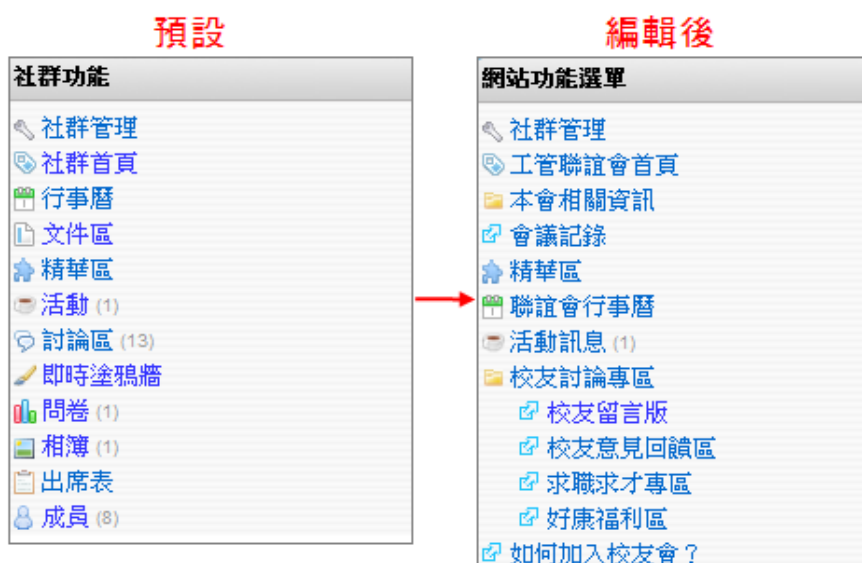 預設
社群功能
社群管理
社群首頁
行事曆
文件區
精華區
活動 (1)
討論區 (13)
即時塗鴉牆
問卷 (1)
相簿 (1)
出席表
成員 (8)
編輯後
網站功能選單
社群管理
工管聯誼會首頁
本會相關資訊
會議記錄
精華區
聯誼會行事曆
活動訊息 (1)
校友討論專區
校友留言版
校友意見回饋區
求職求才專區
好康福利區
如何加入校友會？